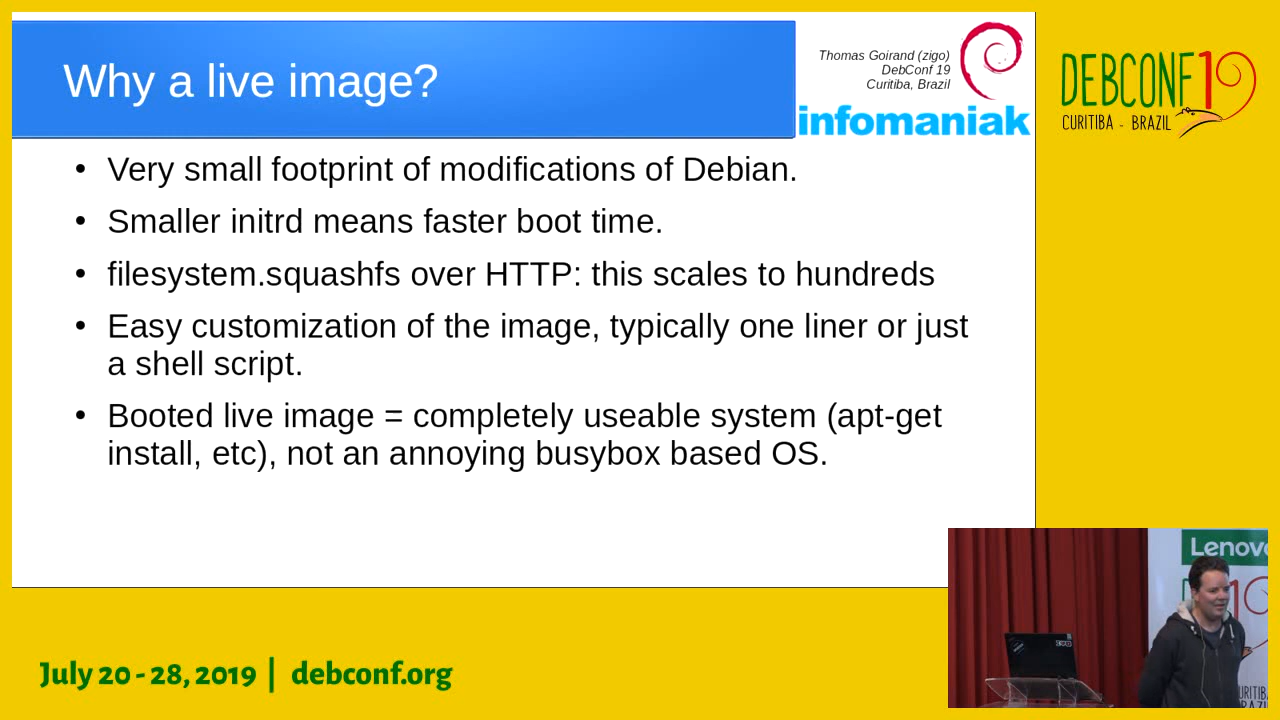 Why a live image?
Thomas Goirand (zigo)
DebConf 19
Curitiba, Brazil
infomaniak
DEBCONF19
CURITIBA - BRAZIL
• Very small footprint of modifications of Debian.
• Smaller initrd means faster boot time.
• filesystem.squashfs over HTTP: this scales to hundreds
• Easy customization of the image, typically one liner or just
a shell script.
• Booted live image = completely useable system (apt-get
install, etc), not an annoying busybox based OS.
Lenovo
July 20 - 28, 2019 | debconf.org